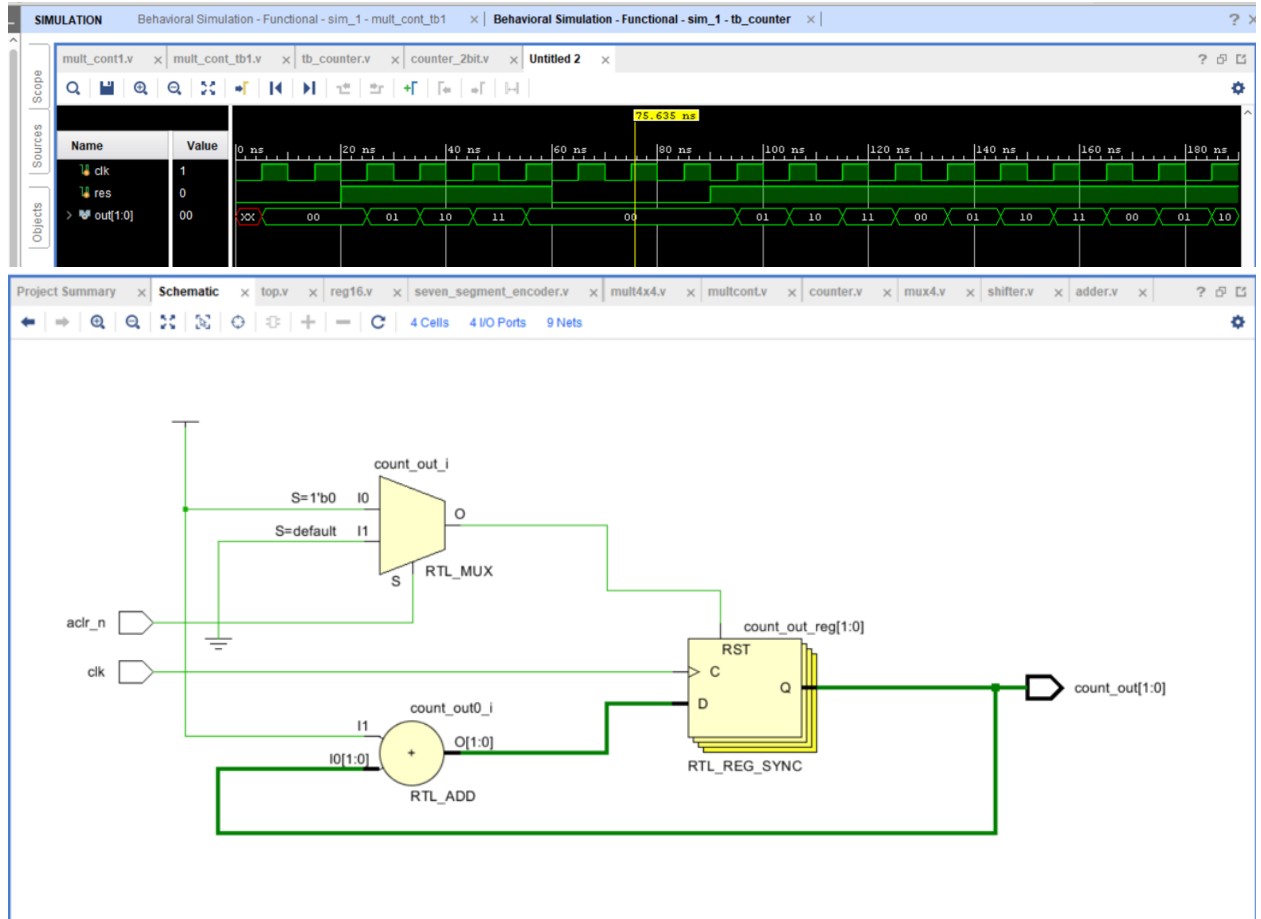 SIMULATION Behavioral Simulation - Functional - sim_1 - mult_cont_tb1 × Behavioral Simulation - Functional - sim_1 - tb_counter × ? ×
mult_cont1.v × mult_cont_tb1.v × tb_counter.v × counter_2bit.v × Untitled 2 × ?
Scope
Sources
Objects
75.635 ns
Name Value 0 ns 20 ns 40 ns 60 ns 80 ns 100 ns 120 ns 140 ns 160 ns 180 ns
clk 1
res 0
> out[1:0] 00 XX 00 01 10 11 00 01 10 11 00 01 10 11 00 01 10
Project Summary × Schematic × top.v × reg16.v × seven_segment_encoder.v × mult4x4.v × multcont.v × counter.v × mux4.v × shifter.v × adder.v × ?
4 Cells 4 I/O Ports 9 Nets
count_out_i
S=1'b0 I0
O
S=default I1
RTL_MUX
S
aclr_n
count_out_reg[1:0]
RST
clk
C
Q
count_out[1:0]
D
count_out0_i
I1
+
O[1:0]
I0[1:0]
RTL_REG_SYNC
RTL_ADD